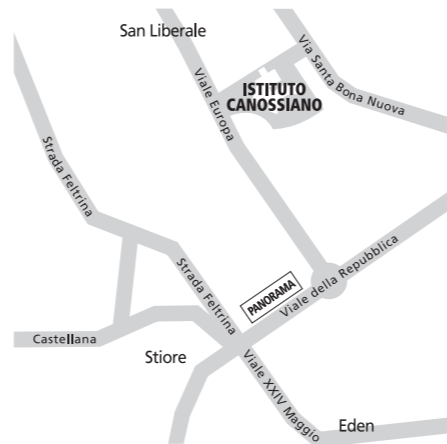 San Liberale
Viale Europa
Via Santa Bona Nuova
ISTITUTO
CANOSSIANO
Strada Feltrina
Strada Feltrina
PANORAMA
Viale della Repubblica
Castellana
Stiore
Viale XXIV Maggio
Eden